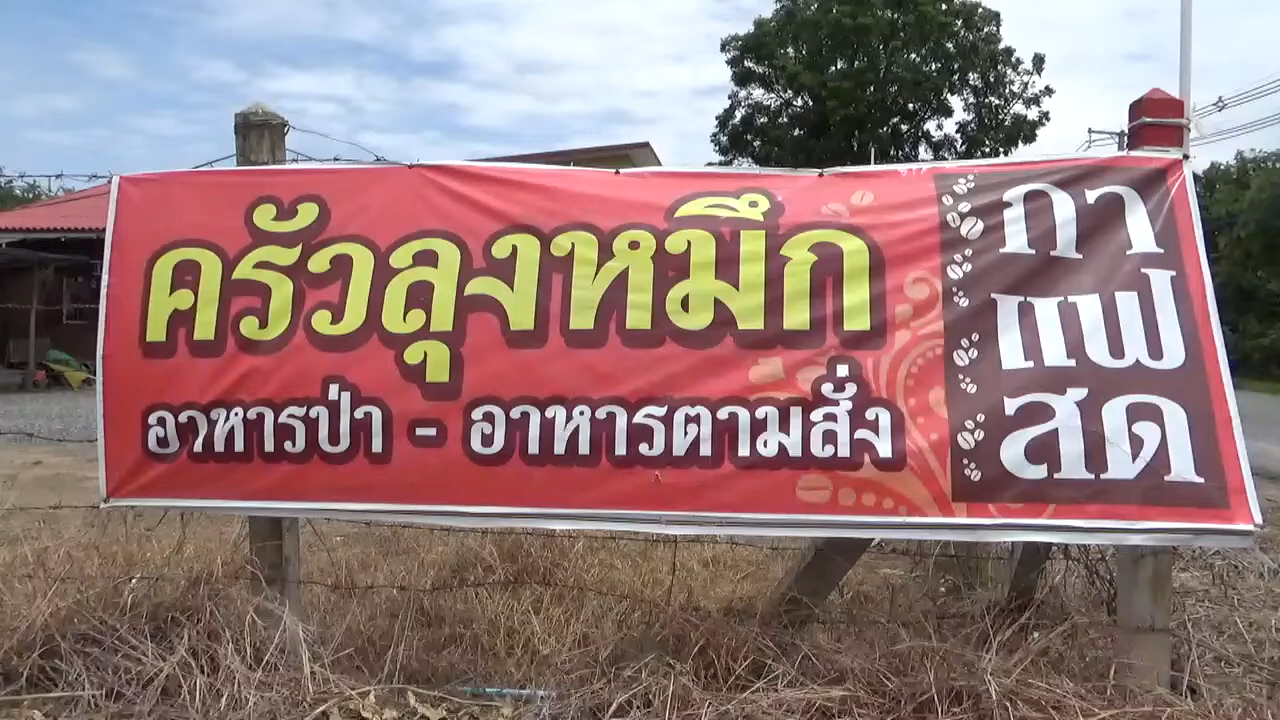 ครัวลุงหมึก
อาหารป่า - อาหารตามสั่ง
กา
แฟ
สด